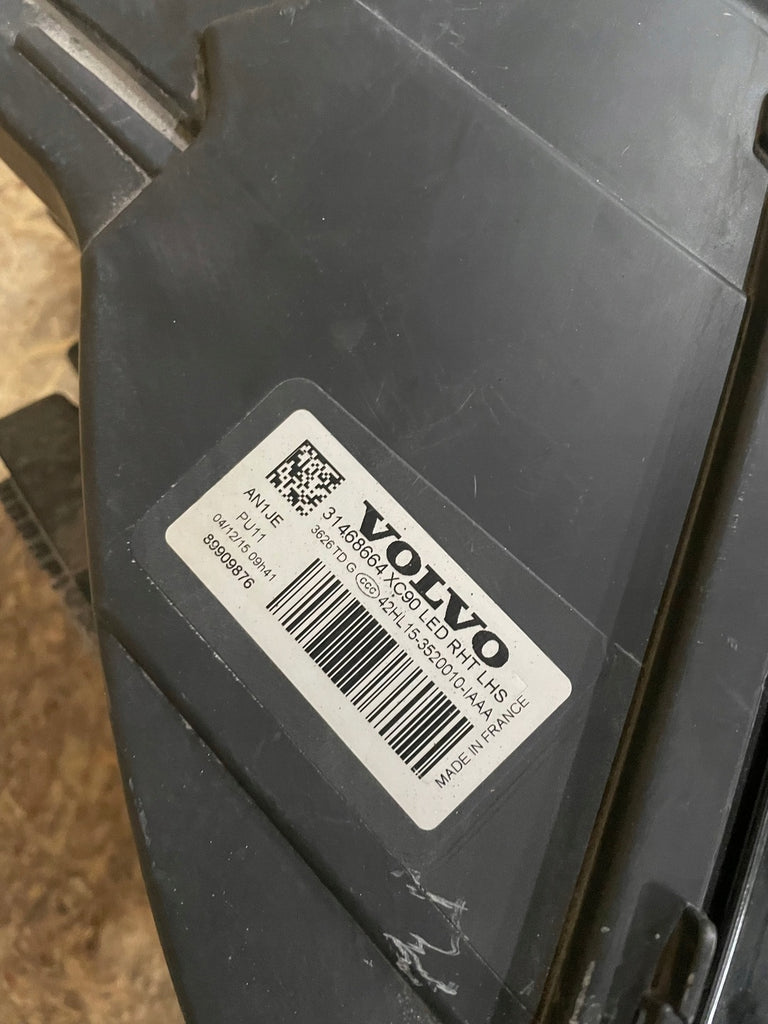 VOLVO
31468664 XC90 LED RHT LHS
3626 TD G CCC 42HL15-3520010-IAAA
AN1JE
PU11
04/12/15 09h41
89909876
MADE IN FRANCE